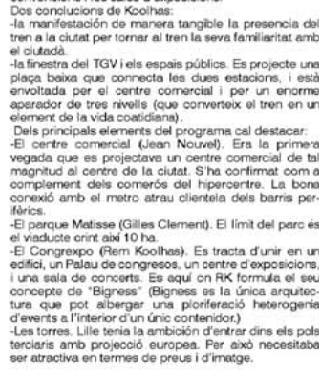 Dos conclucions de Koolhas:
-la manifestación de manera tangible la presencia del
tren a la ciutat per tornar al tren la seva familiaritat amb
el ciutadà.
-la finestra del TGV i els espais públics. Es projecte una
plaça baixa que connecta les dues estacions, i està
envoltada per el centre comercial i per un enorme
aparador de tres nivells (que converteix el tren en un
element de la vida coatidiana).
Dels principals elements del programa cal destacar:
-El centre comercial (Jean Nouvel). Era la primera
vegada que es projectava un centre comercial de tal
magnitud al centre de la ciutat. S'ha confirmat com a
complement dels comerós del hipercentre. La bona
conexió amb el metro atrau clientela dels barris per-
ifèrics.
-El parque Matisse (Gilles Clement). El límit del parc és
el viaducte orint així 10 ha.
-El Congrexpo (Rem Koolhas). Es tracta d'unir en un
edifici, un Palau de congresos, un centre d'exposicions,
i una sala de concerts. Es aquí on RK formula el seu
concepte de "Bigness" (Bigness es la única arquitec-
tura que pot albergar una ploriferació heterogenia
d'events a l'interior d'un únic contenidor.)
-Les torres. Lille tenia la ambición d'entrar dins els pols
terciaris amb projecció europea. Per això necesitaba
ser atractiva en termes de preus i d'imatge.